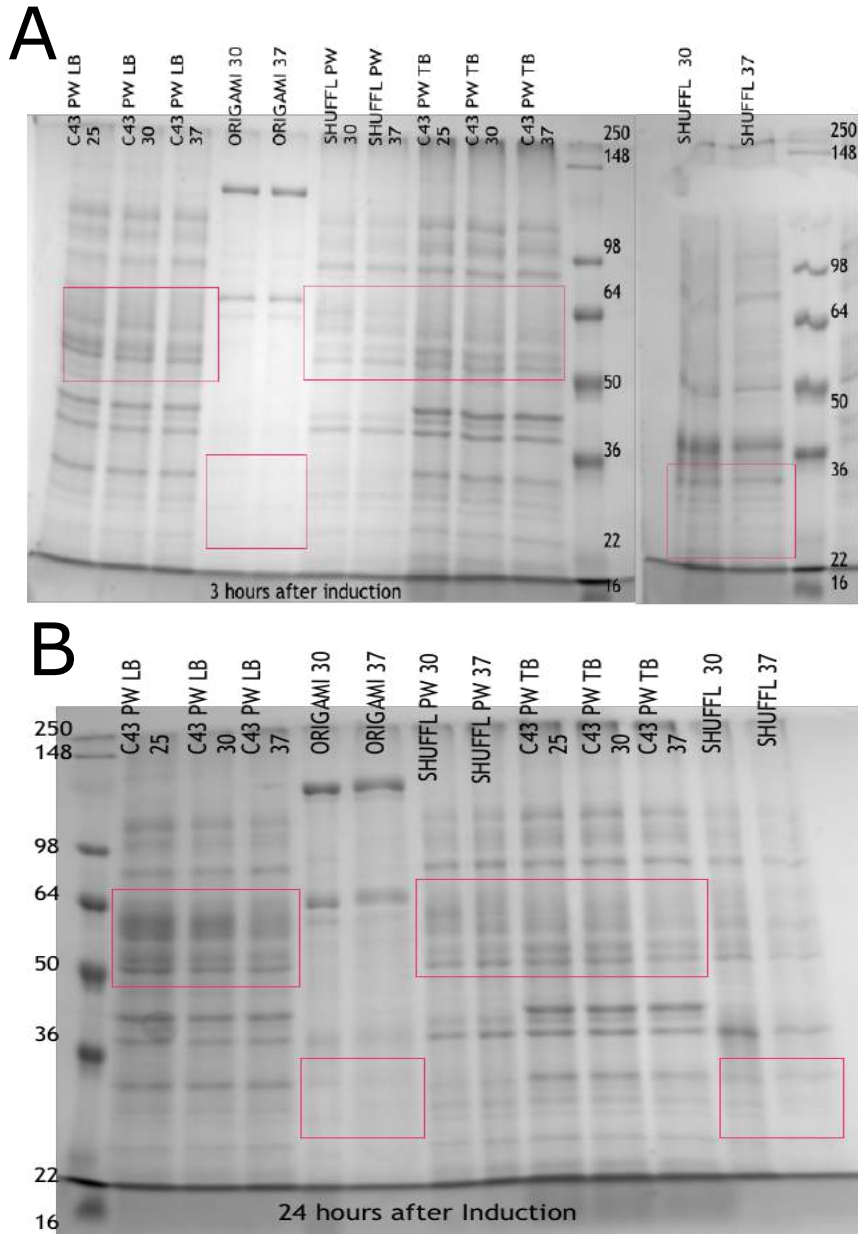 A
C43 PW LB
25
C43 PW LB
30
C43 PW LB
37
ORIGAMI 30
ORIGAMI 37
SHUFFL PW
30
SHUFFL PW
37
C43 PW TB
25
C43 PW TB
30
C43 PW TB
37
250
148
98
64
50
36
22
16
3 hours after induction
SHUFFL 30
SHUFFL 37
250
148
98
64
50
36
22
16
B
C43 PW LB
25
C43 PW LB
30
C43 PW LB
37
ORIGAMI 30
ORIGAMI 37
SHUFFL PW 30
SHUFFL PW 37
C43 PW TB
25
C43 PW TB
30
C43 PW TB
37
SHUFFL 30
SHUFFL 37
250
148
98
64
50
36
22
16
24 hours after Induction